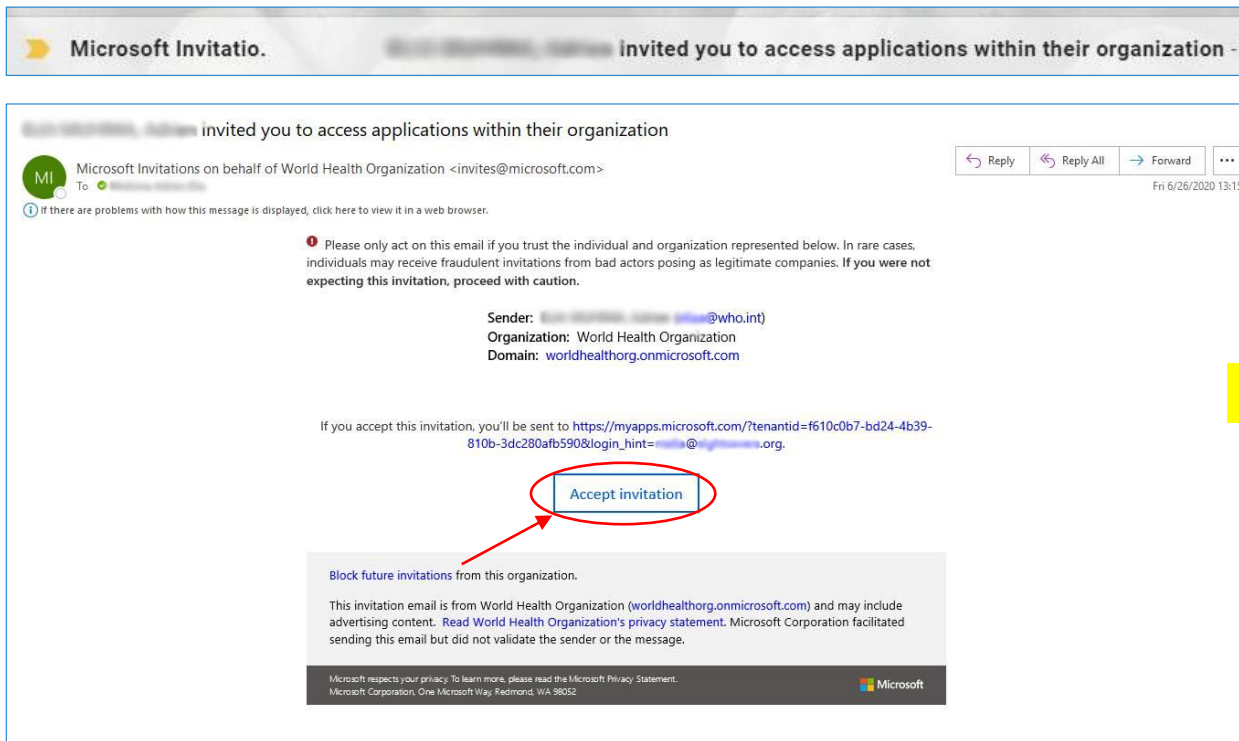 Microsoft Invitatio. invited you to access applications within their organization -
invited you to access applications within their organization
MI
Microsoft Invitations on behalf of World Health Organization <invites@microsoft.com>
To
Reply Reply All Forward ...
Fri 6/26/2020 13:15
If there are problems with how this message is displayed, click here to view it in a web browser.
Please only act on this email if you trust the individual and organization represented below. In rare cases,
individuals may receive fraudulent invitations from bad actors posing as legitimate companies. If you were not
expecting this invitation, proceed with caution.
Sender: @who.int)
Organization: World Health Organization
Domain: worldhealthorg.onmicrosoft.com
If you accept this invitation, you'll be sent to https://myapps.microsoft.com/?tenantid=f610c0b7-bd24-4b39-
810b-3dc280afb590&login_hint= @ .org.
Accept invitation
Block future invitations from this organization.
This invitation email is from World Health Organization (worldhealthorg.onmicrosoft.com) and may include
advertising content. Read World Health Organization's privacy statement. Microsoft Corporation facilitated
sending this email but did not validate the sender or the message.
Microsoft respects your privacy. To learn more, please read the Microsoft Privacy Statement.
Microsoft Corporation, One Microsoft Way, Redmond, WA 98052
Microsoft